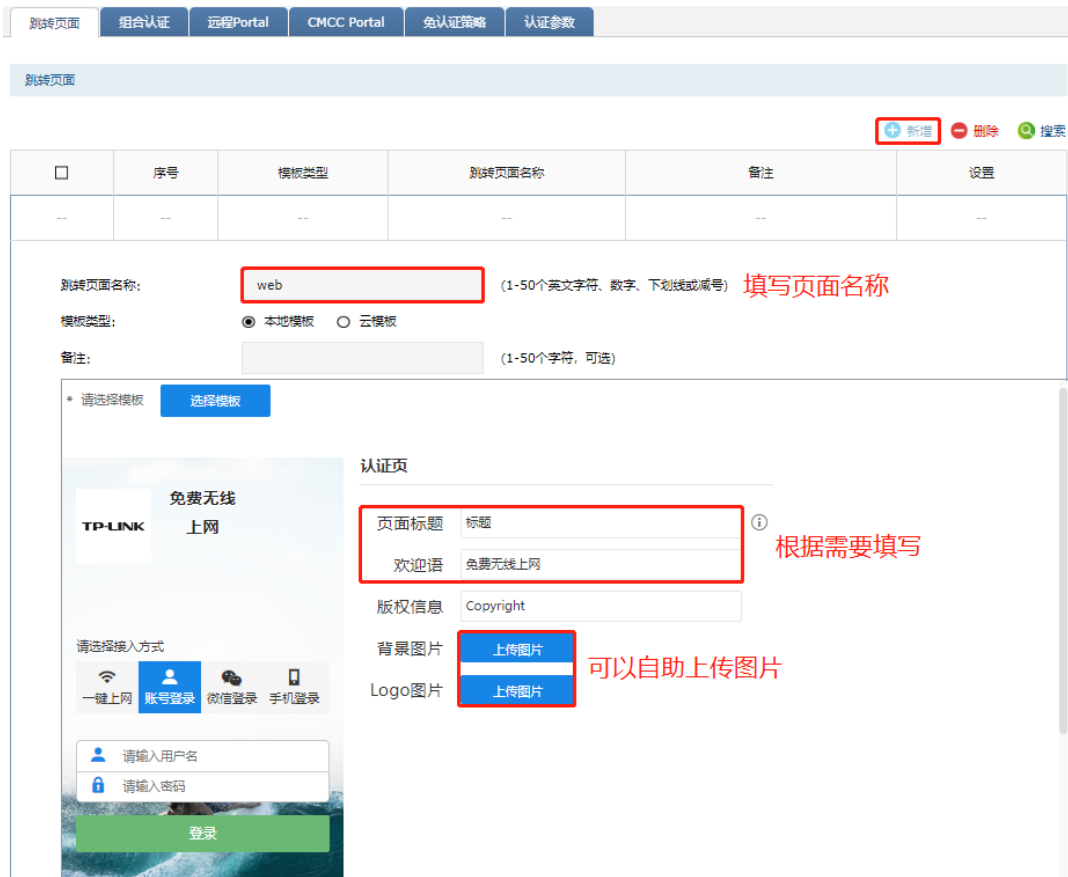 跳转页面 组合认证 远程Portal CMCC Portal 免认证策略 认证参数
跳转页面
新增 删除 搜索
序号 模板类型 跳转页面名称 备注 设置
-- -- -- -- -- --
跳转页面名称: web (1-50个英文字符、数字、下划线或减号) 填写页面名称
模板类型: 本地模板 云模板
备注: (1-50个字符，可选)
* 请选择模板 选择模板
认证页
免费无线
上网
TP-LINK
页面标题 标题
欢迎语 免费无线上网
根据需要填写
版权信息 Copyright
背景图片 上传图片
可以自助上传图片
Logo图片 上传图片
请选择接入方式
一键上网 账号登录 微信登录 手机登录
请输入用户名
请输入密码
登录